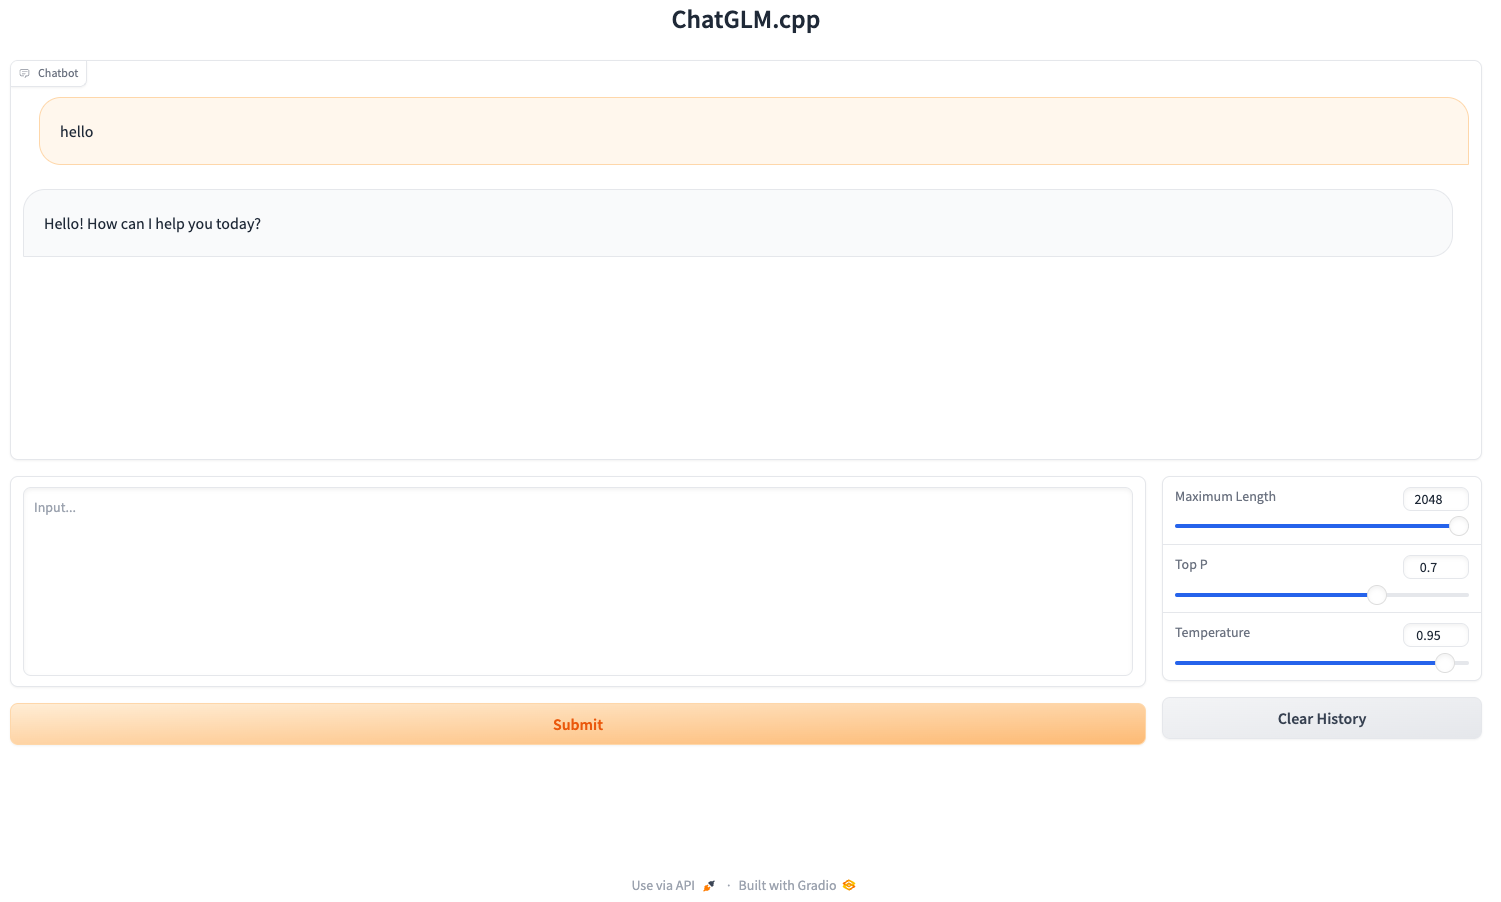 ChatGLM.cpp
Chatbot
hello
Hello! How can I help you today?
Input...
Maximum Length
2048
Top P
0.7
Temperature
0.95
Submit
Clear History
Use via API · Built with Gradio